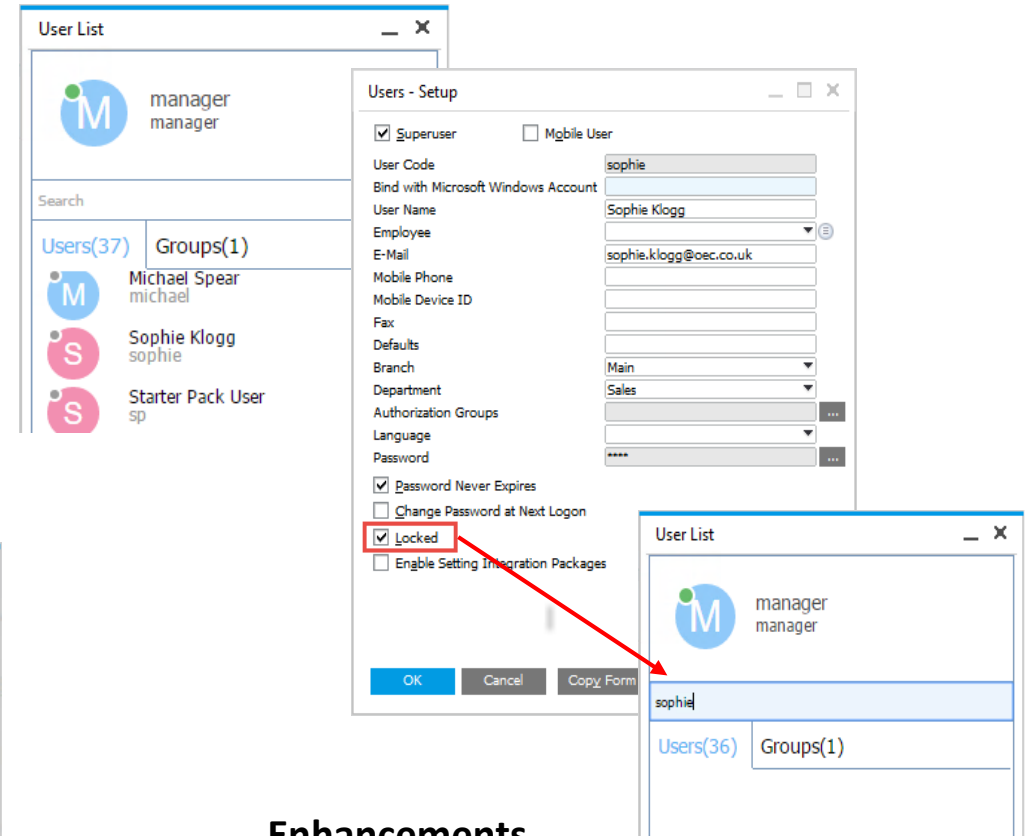 User List
M
manager
manager
Search
Users(37) Groups(1)
M
Michael Spear
michael
S
Sophie Klogg
sophie
S
Starter Pack User
sp
Users - Setup
Superuser Mobile User
User Code sophie
Bind with Microsoft Windows Account
User Name Sophie Klogg
Employee
E-Mail sophie.klogg@oec.co.uk
Mobile Phone
Mobile Device ID
Fax
Defaults
Branch Main
Department Sales
Authorization Groups ...
Language
Password **** ...
Password Never Expires
Change Password at Next Logon
Locked
Enable Setting Integration Packages
OK Cancel Copy Form
User List
M
manager
manager
sophie
Users(36) Groups(1)
Enhancements